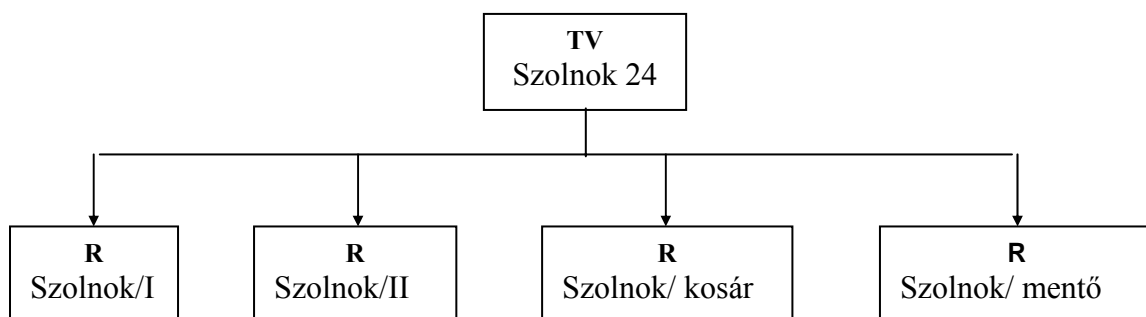 TV
Szolnok 24
R
Szolnok/I
R
Szolnok/II
R
Szolnok/ kosár
R
Szolnok/ mentő